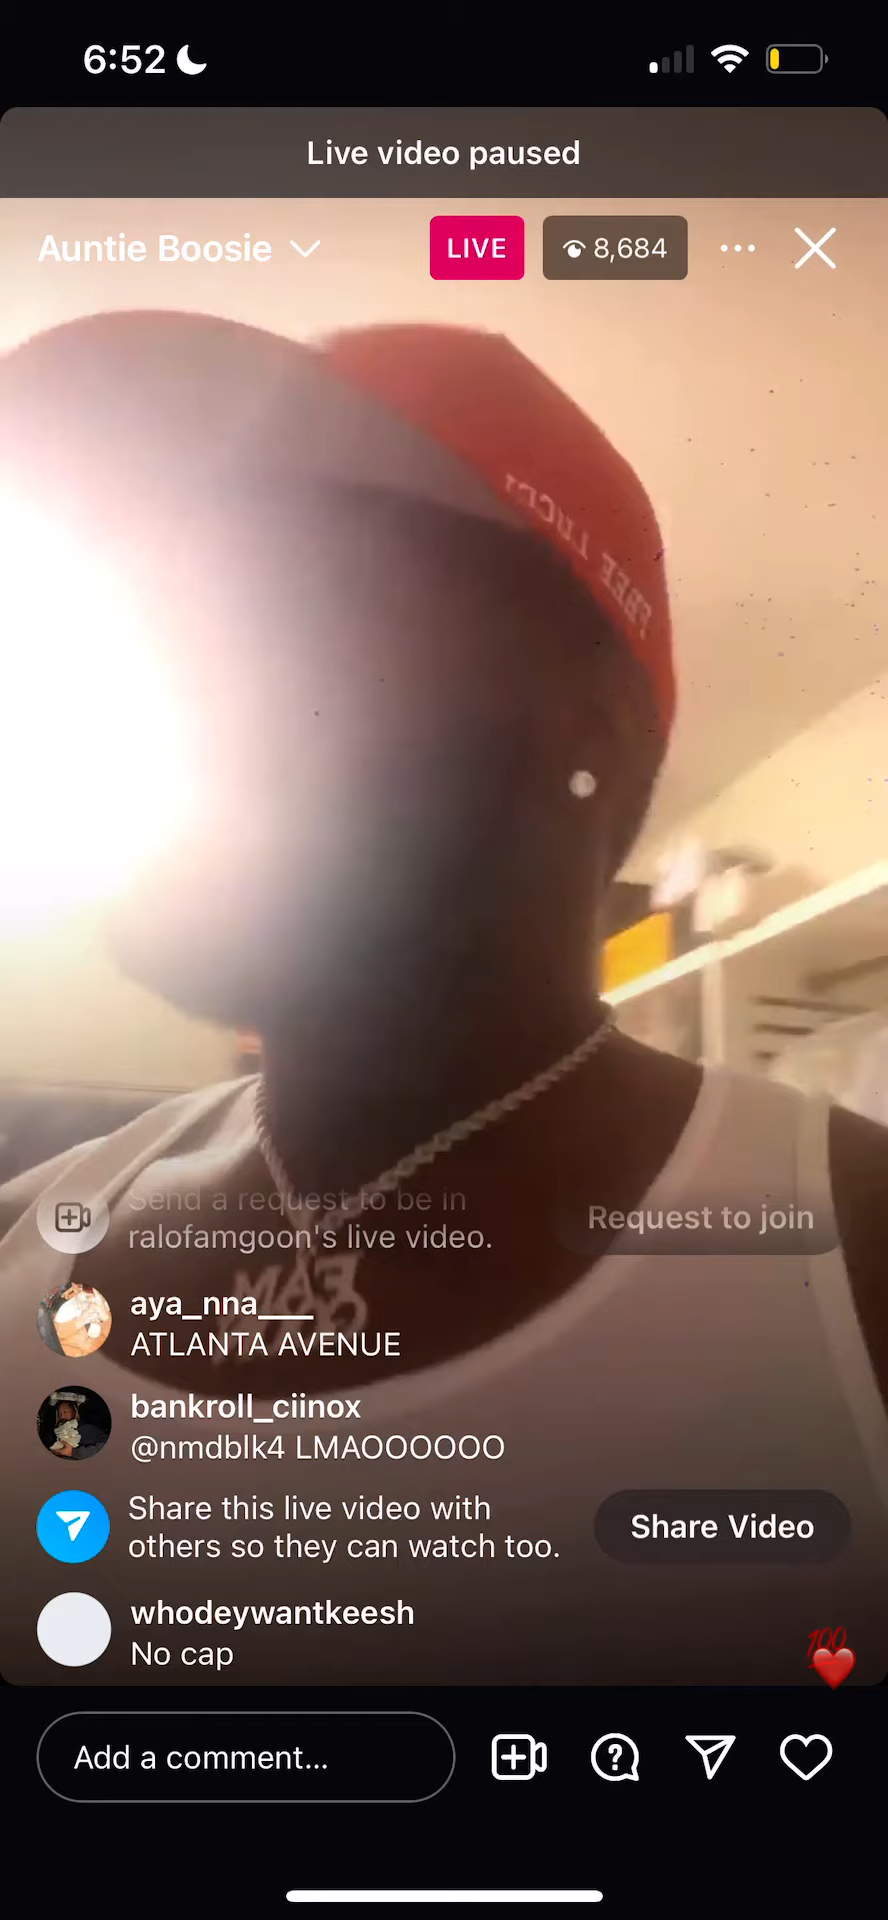 6:52
Live video paused
Auntie Boosie
LIVE
8,684
FREE
Send a request to be in
ralofamgoon's live video.
Request to join
aya_nna___
ATLANTA AVENUE
bankroll_ciinox
@nmdblk4 LMAOOOOOO
Share this live video with
others so they can watch too.
Share Video
whodeywantkeesh
No cap
100
Add a comment...